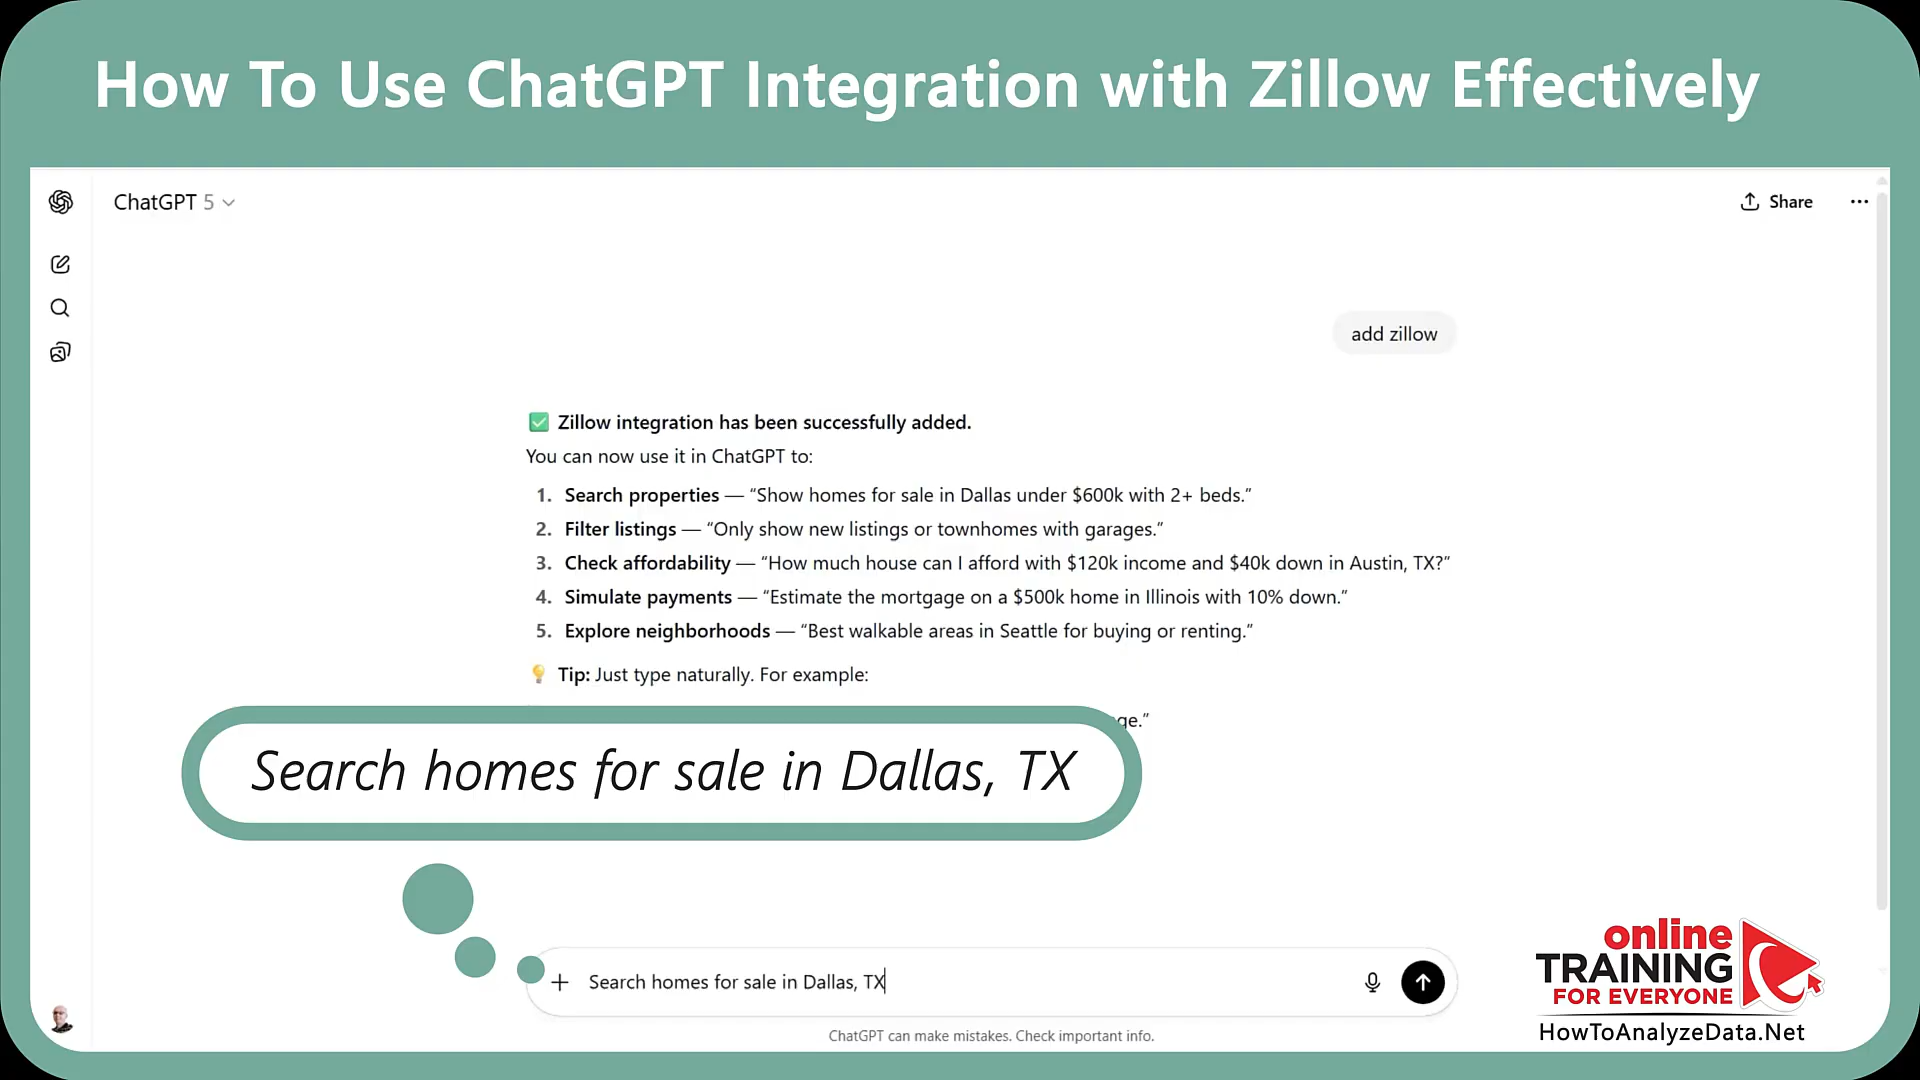 How To Use ChatGPT Integration with Zillow Effectively
ChatGPT 5
Share
add zillow
✅ Zillow integration has been successfully added.
You can now use it in ChatGPT to:
1. Search properties — “Show homes for sale in Dallas under $600k with 2+ beds.”
2. Filter listings — “Only show new listings or townhomes with garages.”
3. Check affordability — “How much house can I afford with $120k income and $40k down in Austin, TX?”
4. Simulate payments — “Estimate the mortgage on a $500k home in Illinois with 10% down.”
5. Explore neighborhoods — “Best walkable areas in Seattle for buying or renting.”
💡 Tip: Just type naturally. For example:
Search homes for sale in Dallas, TX
Search homes for sale in Dallas, TX
ChatGPT can make mistakes. Check important info.
online
TRAINING
FOR EVERYONE
HowToAnalyzeData.Net